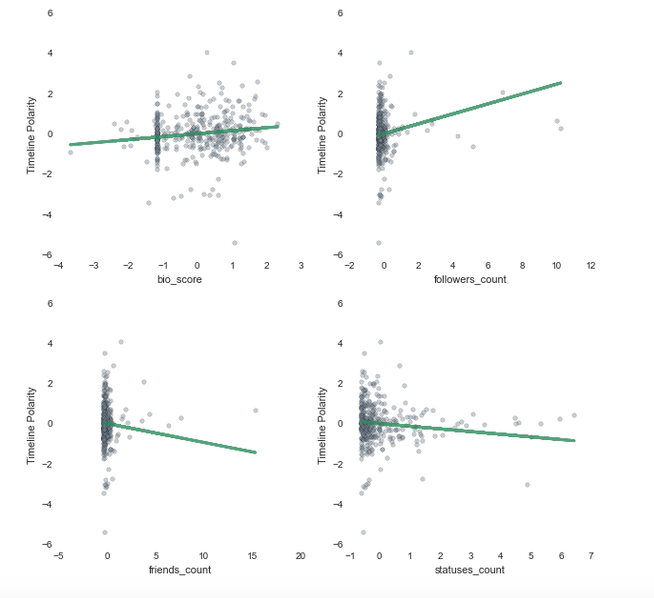 6
4
2
0
−2
−4
−6
Timeline Polarity
−4 −3 −2 −1 0 1 2 3
bio_score
6
4
2
0
−2
−4
−6
Timeline Polarity
−2 0 2 4 6 8 10 12
followers_count
6
4
2
0
−2
−4
−6
Timeline Polarity
−5 0 5 10 15 20
friends_count
6
4
2
0
−2
−4
−6
Timeline Polarity
−1 0 1 2 3 4 5 6 7
statuses_count